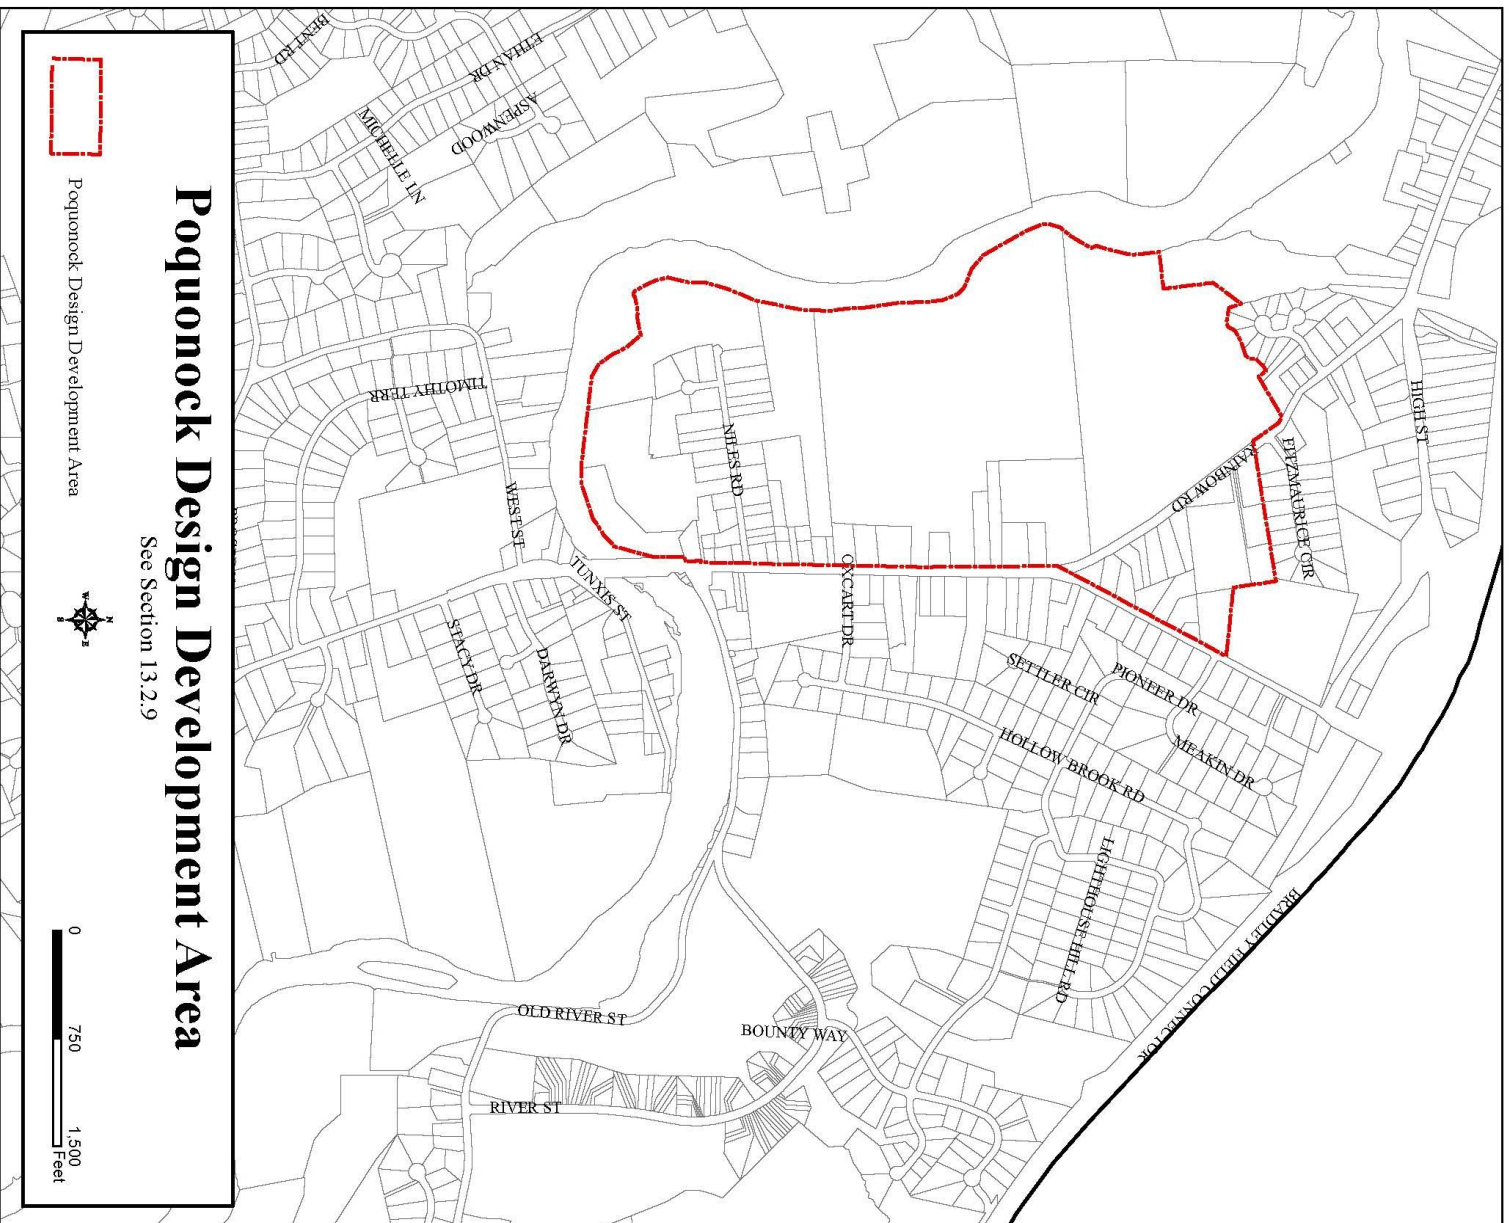 Poquonock Design Development Area
See Section 13.2.9
Poquonock Design Development Area
N
W
E
S
0
750
1,500
Feet
BENT RD
ETHAN DR
ASPENWOOD
MICHELLE LN
TIMOTHY TERR
WEST ST
TUNXIS ST
STACY DR
DARWYN DR
NILES RD
OXCART DR
RAINBOW RD
FITZMAURICE CIR
HIGH ST
SETTLER CIR
PIONEER DR
MEAKIN DR
HOLLOW BROOK RD
LIGHTHOUSE HILL RD
BRADLEY FIELD CONNECTOR
OLD RIVER ST
BOUNTY WAY
RIVER ST